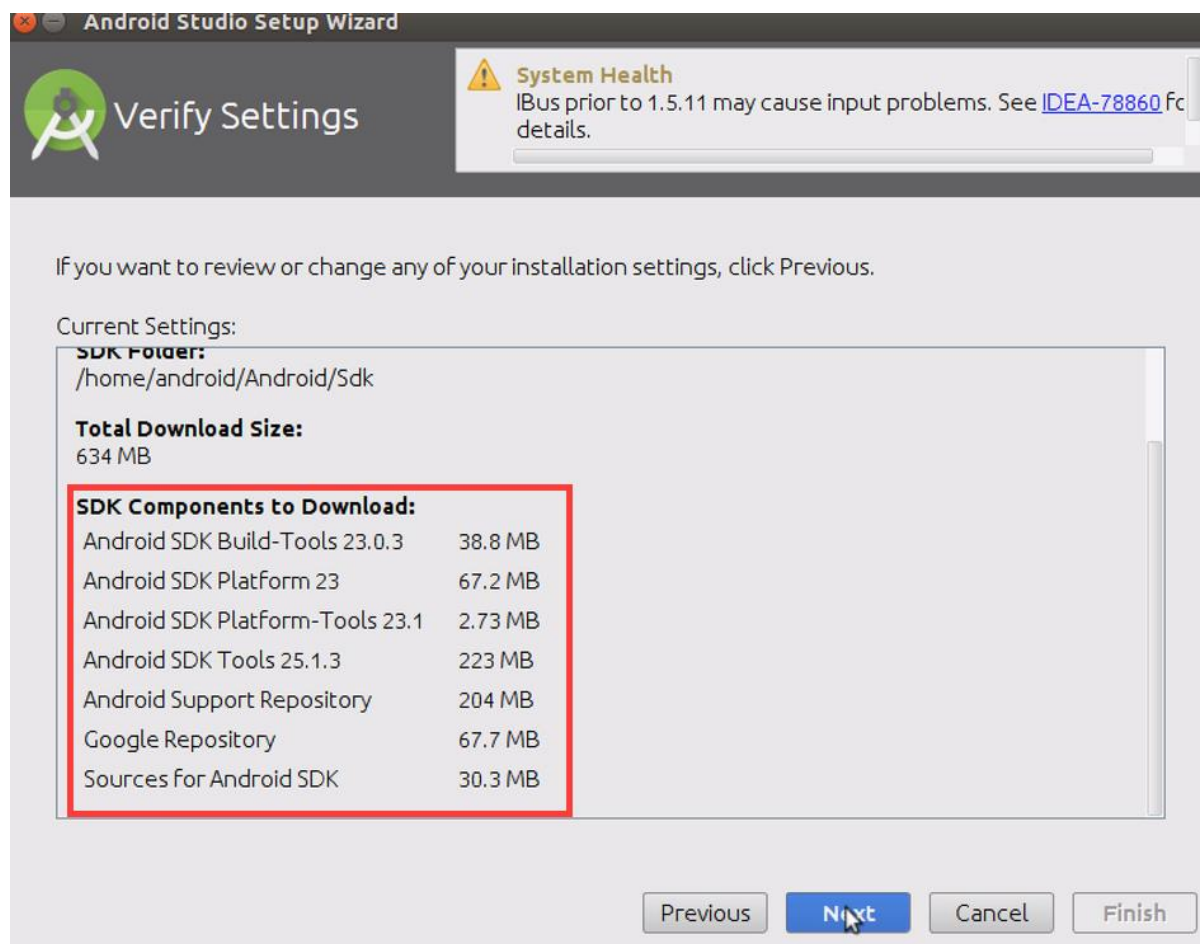 Android Studio Setup Wizard
Verify Settings
System Health
IBus prior to 1.5.11 may cause input problems. See IDEA-78860 fo
details.
If you want to review or change any of your installation settings, click Previous.
Current Settings:
SDK Folder:
/home/android/Android/Sdk
Total Download Size:
634 MB
SDK Components to Download:
Android SDK Build-Tools 23.0.3 38.8 MB
Android SDK Platform 23 67.2 MB
Android SDK Platform-Tools 23.1 2.73 MB
Android SDK Tools 25.1.3 223 MB
Android Support Repository 204 MB
Google Repository 67.7 MB
Sources for Android SDK 30.3 MB
Previous Next Cancel Finish